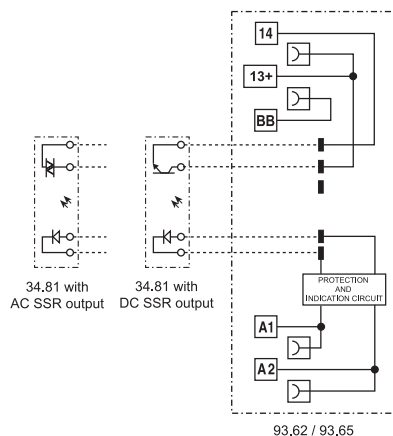 14
13+
BB
34.81 with
AC SSR output
34.81 with
DC SSR output
PROTECTION
AND
INDICATION CIRCUIT
A1
A2
93.62 / 93.65